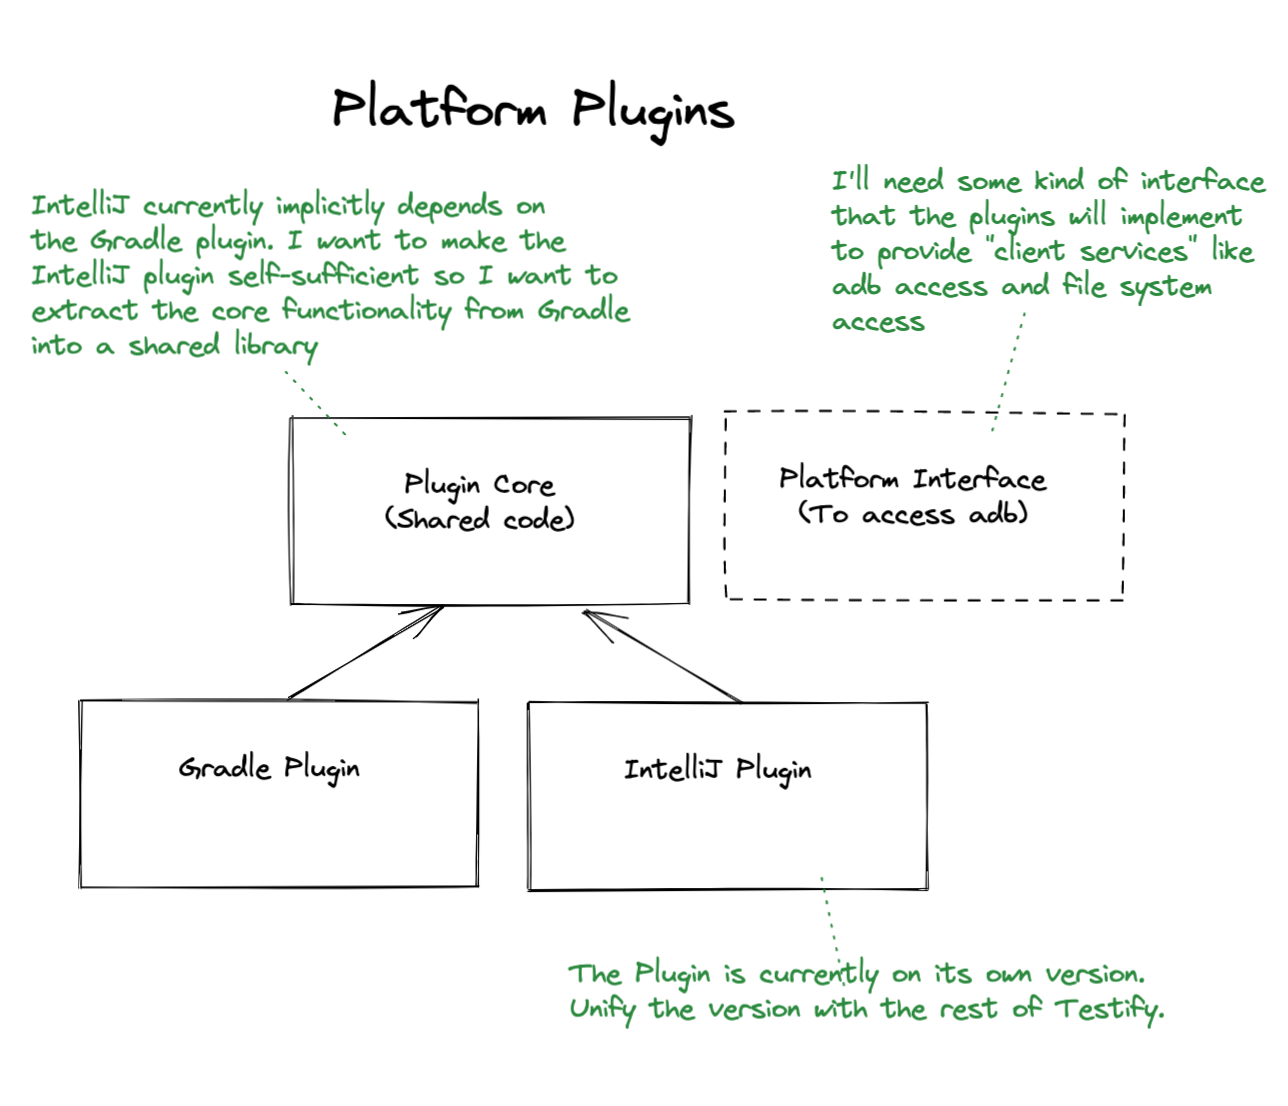 Platform Plugins
IntelliJ currently implicitly depends on
the Gradle plugin. I want to make the
IntelliJ plugin self-sufficient so I want to
extract the core functionality from Gradle
into a shared library
I'll need some kind of interface
that the plugins will implement
to provide "client services" like
adb access and file system
access
Plugin Core
(Shared code)
Platform Interface
(To access adb)
Gradle Plugin
IntelliJ Plugin
The Plugin is currently on its own version.
Unify the version with the rest of Testify.